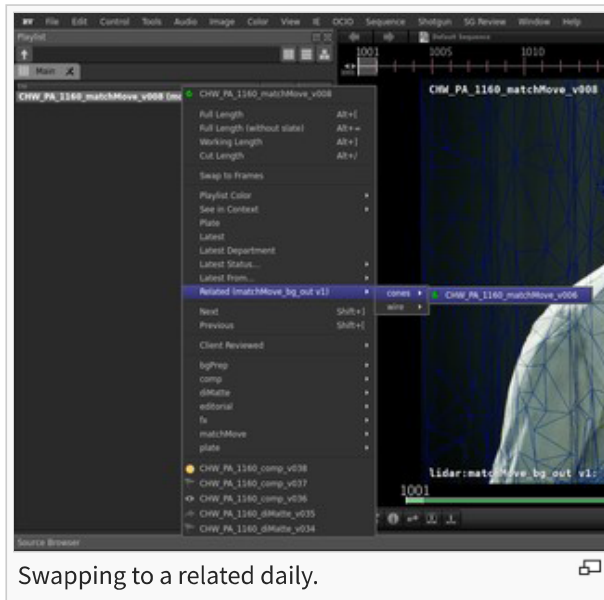 RV File Edit Control Tools Audio Image Color View IE OCIO Sequence Shotgun SG Review Window Help
Playlist
Default Sequence
1001 1005 1010
Main
CHW_PA_1160_matchMove_v008
CHW_PA_1160_matchMove_v008 (mo
CHW_PA_1160_matchMove_v008
Full Length Alt+[
Full Length (without slate) Alt+=
Working Length Alt+]
Cut Length Alt+/
Swap to Frames
Playlist Color
See in Context
Plate
Latest
Latest Department
Latest Status...
Latest From...
Related (matchMove_bg_out v1)
cones
CHW_PA_1160_matchMove_v006
wire
Next Shift+]
Previous Shift+[
Client Reviewed
bgPrep
comp
diMatte
editorial
fx
matchMove
plate
CHW_PA_1160_comp_v038
lidar:matchMove_bg_out v1:
CHW_PA_1160_comp_v037
1001
CHW_PA_1160_comp_v036
CHW_PA_1160_diMatte_v035
CHW_PA_1160_diMatte_v034
Source Browser
Swapping to a related daily.